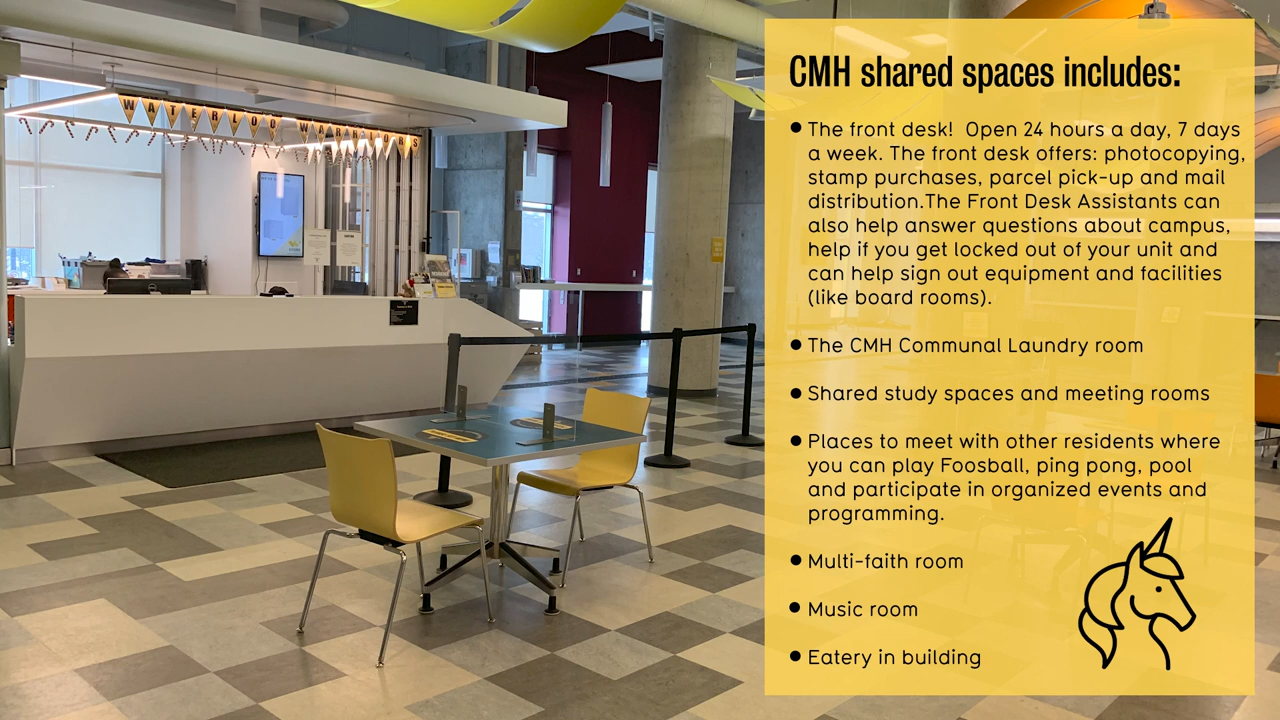 WATERLOO WARRIORS
CMH shared spaces includes:
• The front desk!  Open 24 hours a day, 7 days
a week. The front desk offers: photocopying,
stamp purchases, parcel pick-up and mail
distribution.The Front Desk Assistants can
also help answer questions about campus,
help if you get locked out of your unit and
can help sign out equipment and facilities
(like board rooms).
• The CMH Communal Laundry room
• Shared study spaces and meeting rooms
• Places to meet with other residents where
you can play Foosball, ping pong, pool
and participate in organized events and
programming.
• Multi-faith room
• Music room
• Eatery in building